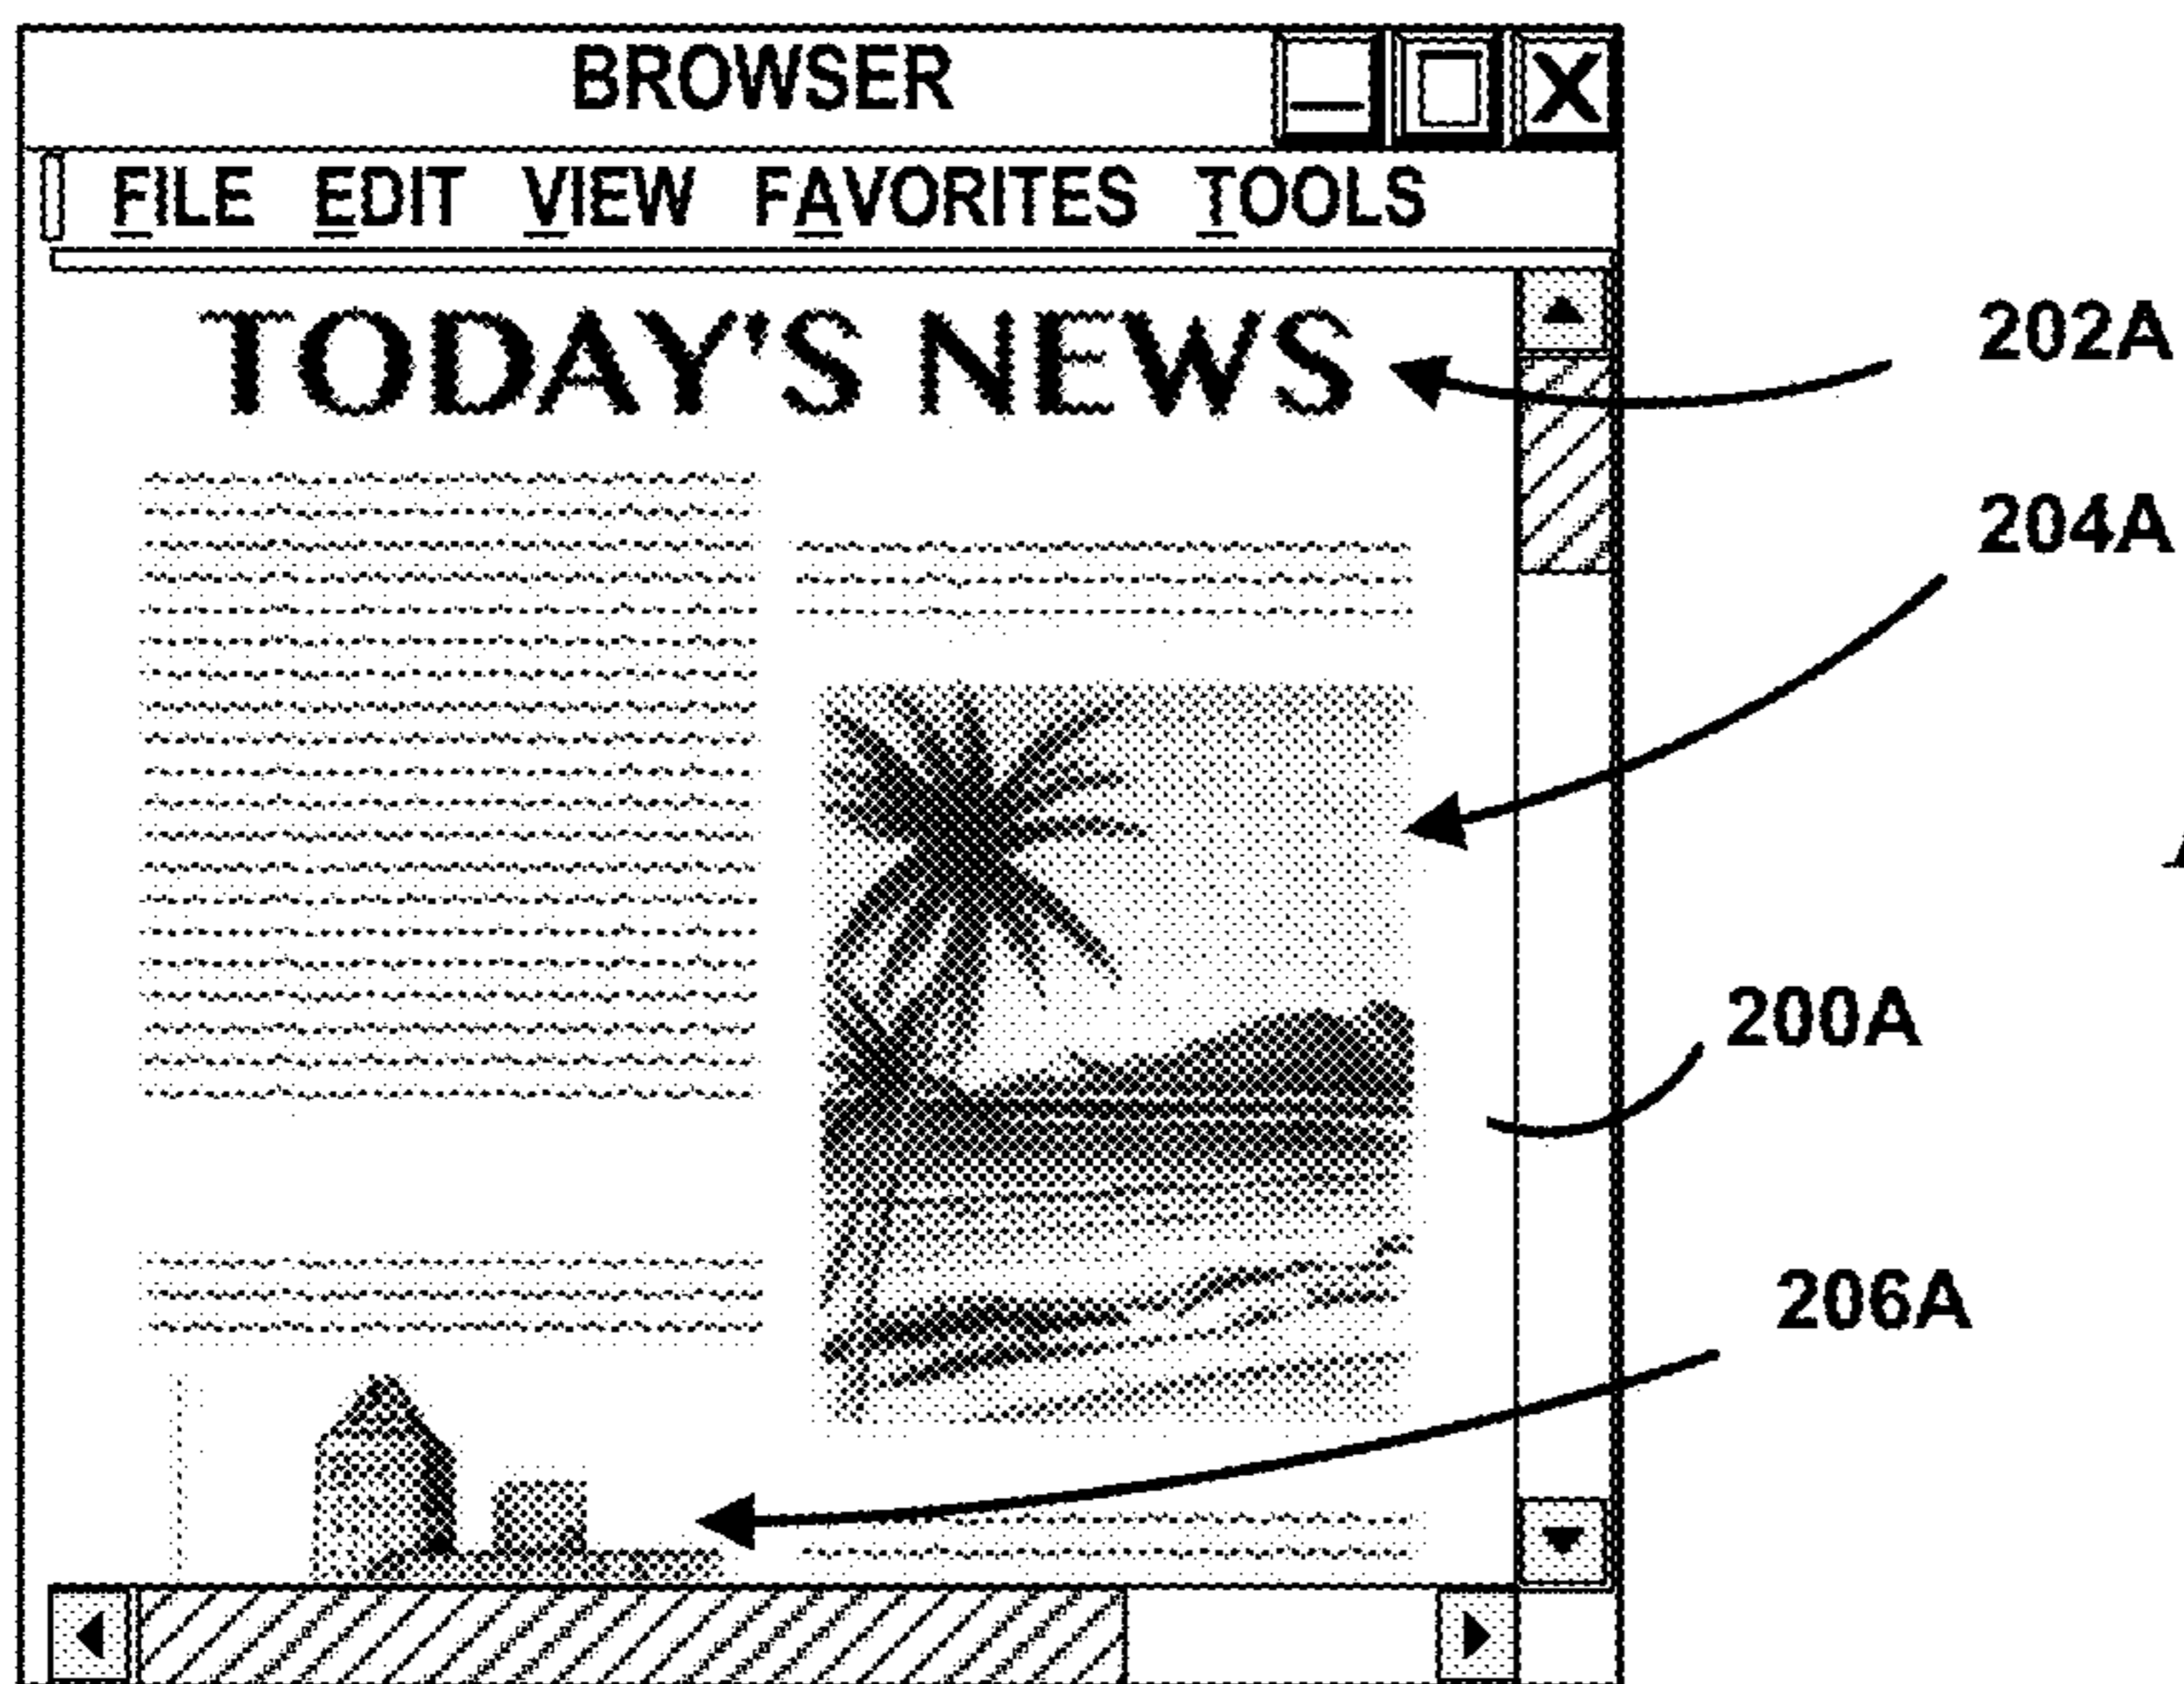 BROWSER
FILE EDIT VIEW FAVORITES TOOLS
TODAY'S NEWS
202A
204A
200A
206A